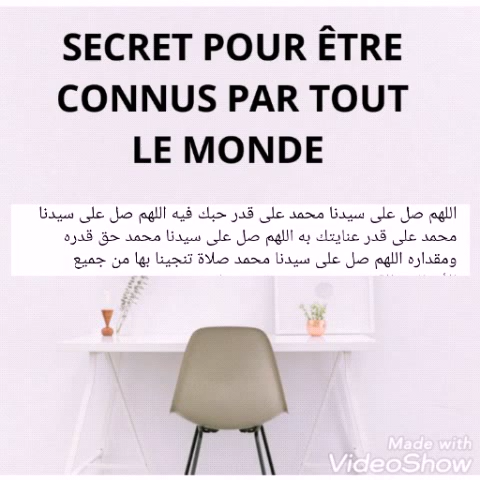 SECRET POUR ÊTRE
CONNUS PAR TOUT
LE MONDE
اللهم صل على سيدنا محمد على قدر حبك فيه اللهم صل على سيدنا
محمد على قدر عنايتك به اللهم صل على سيدنا محمد حق قدره
ومقداره اللهم صل على سيدنا محمد صلاة تنجينا بها من جميع
Made with
VideoShow